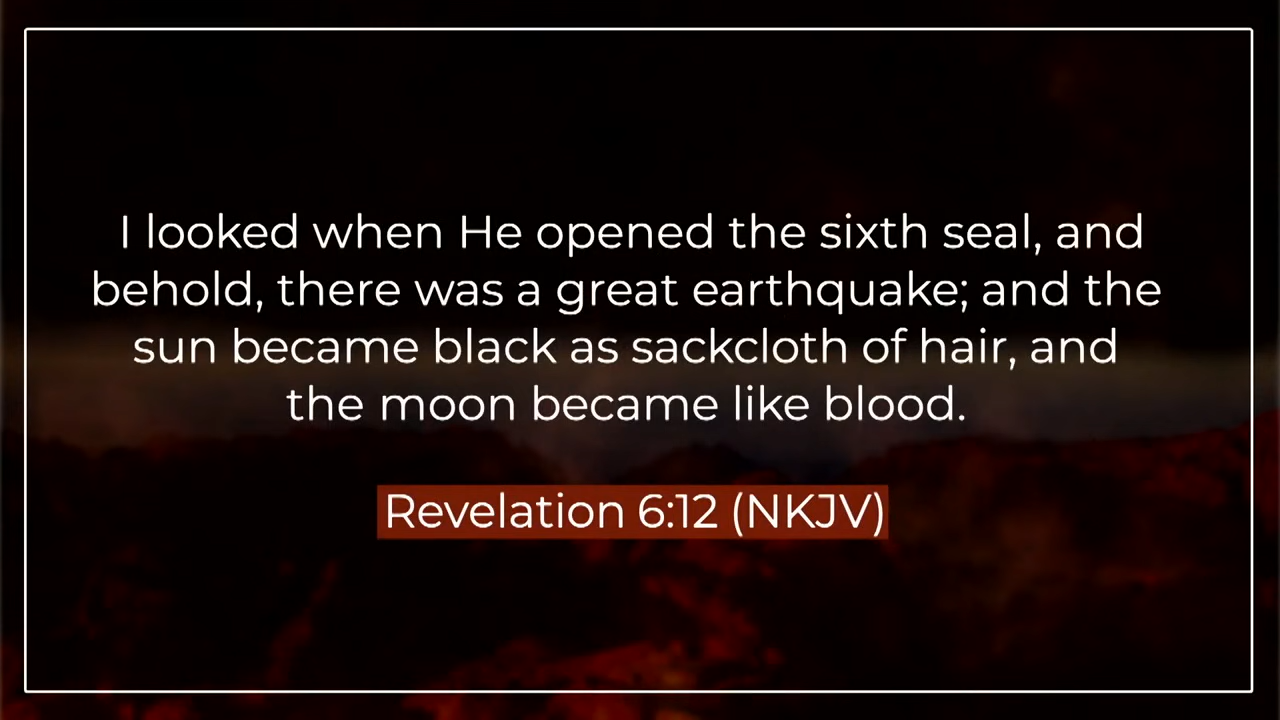 I looked when He opened the sixth seal, and
behold, there was a great earthquake; and the
sun became black as sackcloth of hair, and
the moon became like blood.
Revelation 6:12 (NKJV)